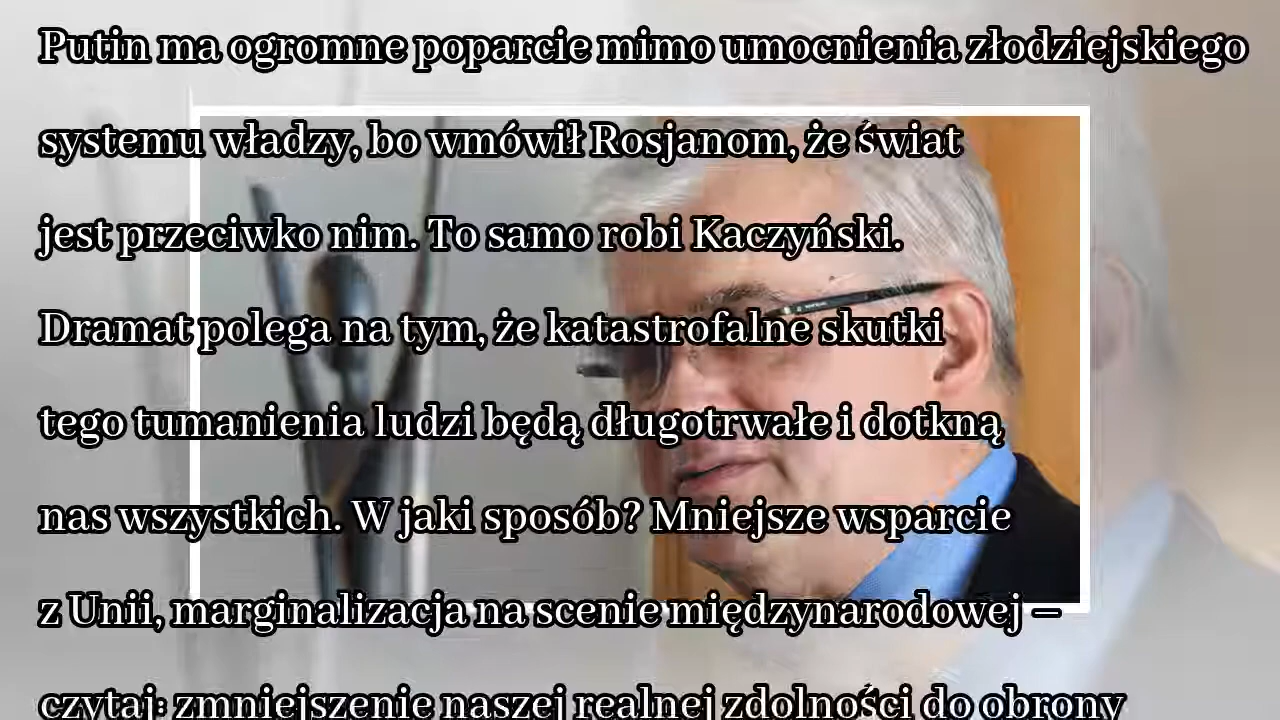 Putin ma ogromne poparcie mimo umocnienia złodziejskiego
systemu władzy, bo wmówił Rosjanom, że świat
jest przeciwko nim. To samo robi Kaczyński.
Dramat polega na tym, że katastrofalne skutki
tego tumanienia ludzi będą długotrwałe i dotkną
nas wszystkich. W jaki sposób? Mniejsze wsparcie
z Unii, marginalizacja na scenie międzynarodowej –
czytaj: zmniejszenie naszej realnej zdolności do obrony